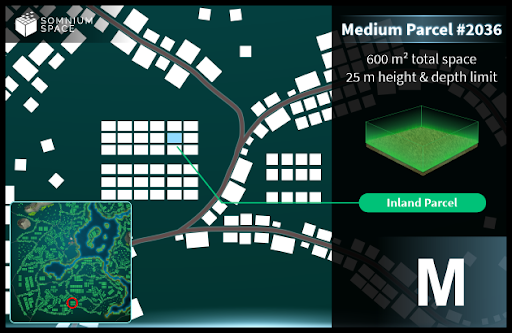 SOMNIUM
SPACE
Medium Parcel #2036
600 m² total space
25 m height & depth limit
Inland Parcel
M